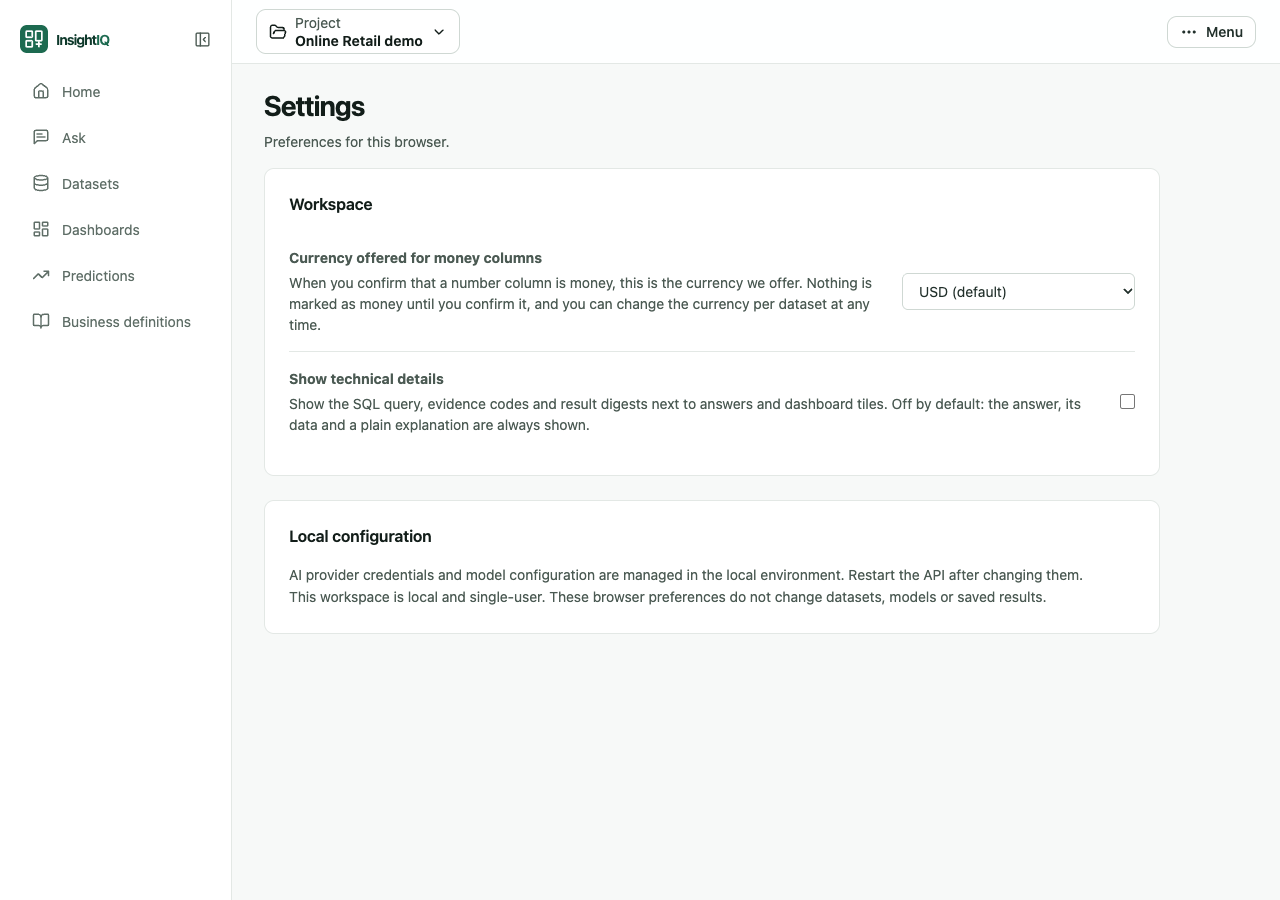 InsightIQ
Project
Online Retail demo
Menu
Home
Ask
Datasets
Dashboards
Predictions
Business definitions
Settings
Preferences for this browser.
Workspace
Currency offered for money columns
When you confirm that a number column is money, this is the currency we offer. Nothing is
marked as money until you confirm it, and you can change the currency per dataset at any
time.
USD (default)
Show technical details
Show the SQL query, evidence codes and result digests next to answers and dashboard tiles. Off by default: the answer, its
data and a plain explanation are always shown.
Local configuration
AI provider credentials and model configuration are managed in the local environment. Restart the API after changing them.
This workspace is local and single-user. These browser preferences do not change datasets, models or saved results.